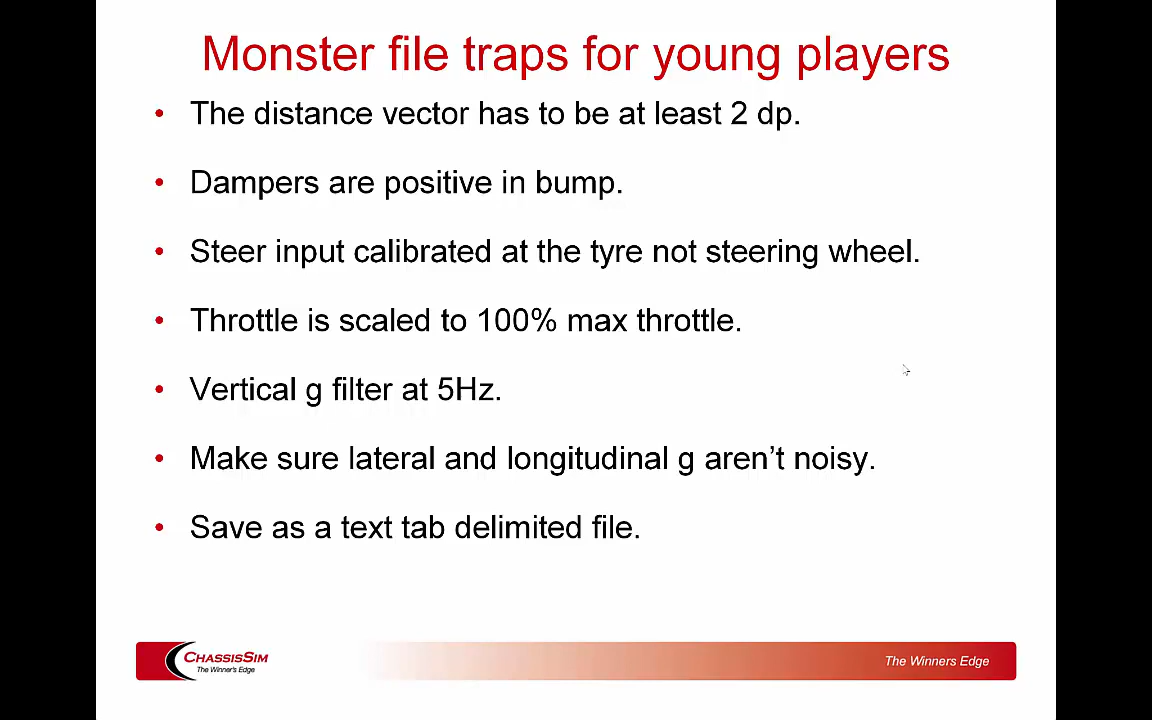 Monster file traps for young players
• The distance vector has to be at least 2 dp.
• Dampers are positive in bump.
• Steer input calibrated at the tyre not steering wheel.
• Throttle is scaled to 100% max throttle.
• Vertical g filter at 5Hz.
• Make sure lateral and longitudinal g aren’t noisy.
• Save as a text tab delimited file.
CHASSISSIM
The Winner's Edge
The Winners Edge